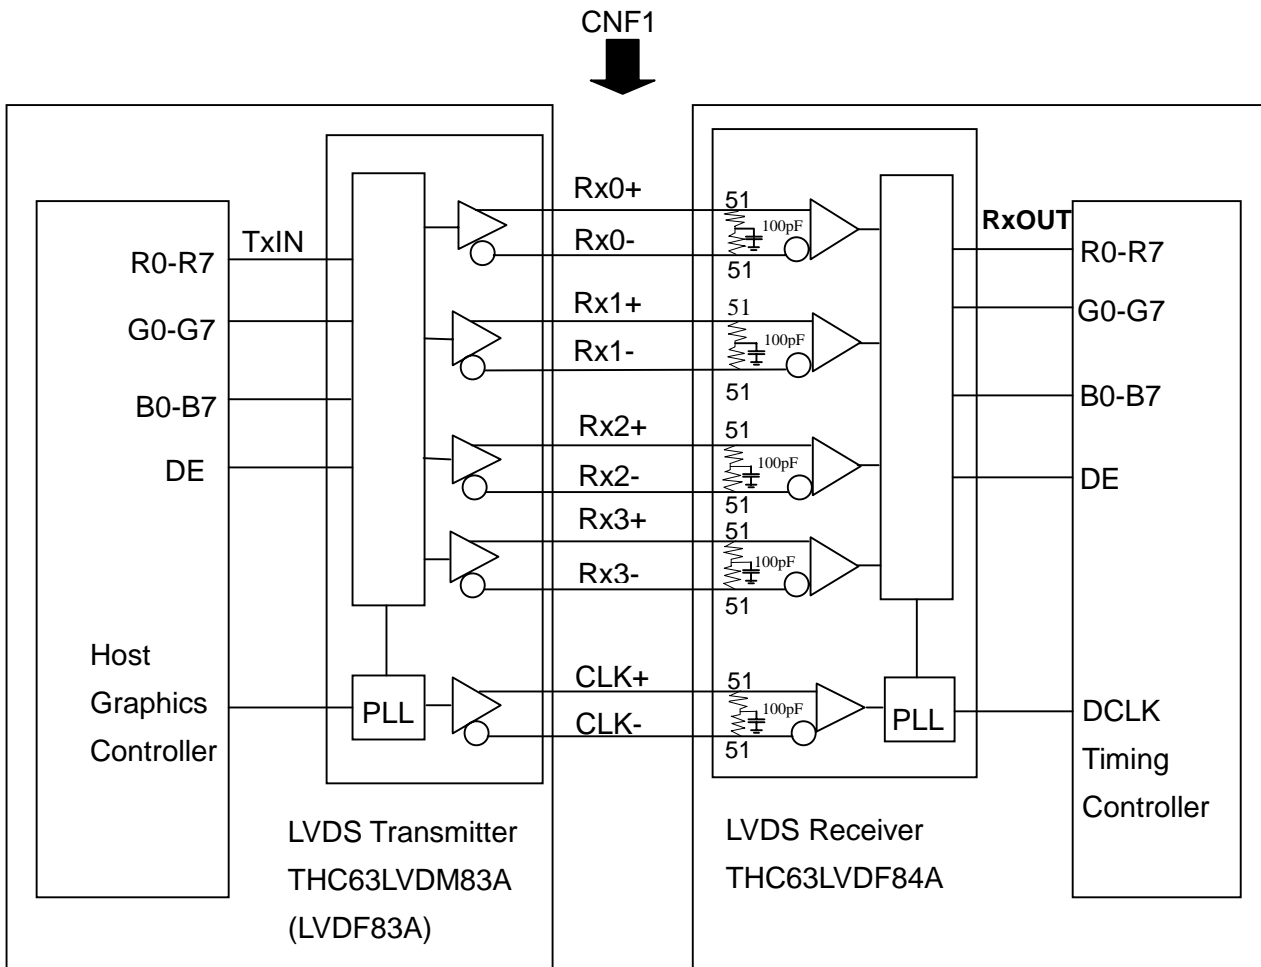 CNF1
TxIN
R0-R7
G0-G7
B0-B7
DE
Host
Graphics
Controller
PLL
LVDS Transmitter
THC63LVDM83A
(LVDF83A)
Rx0+
Rx0-
Rx1+
Rx1-
Rx2+
Rx2-
Rx3+
Rx3-
CLK+
CLK-
51
100pF
51
51
100pF
51
51
100pF
51
51
100pF
51
51
100pF
51
PLL
LVDS Receiver
THC63LVDF84A
RxOUT
R0-R7
G0-G7
B0-B7
DE
DCLK
Timing
Controller